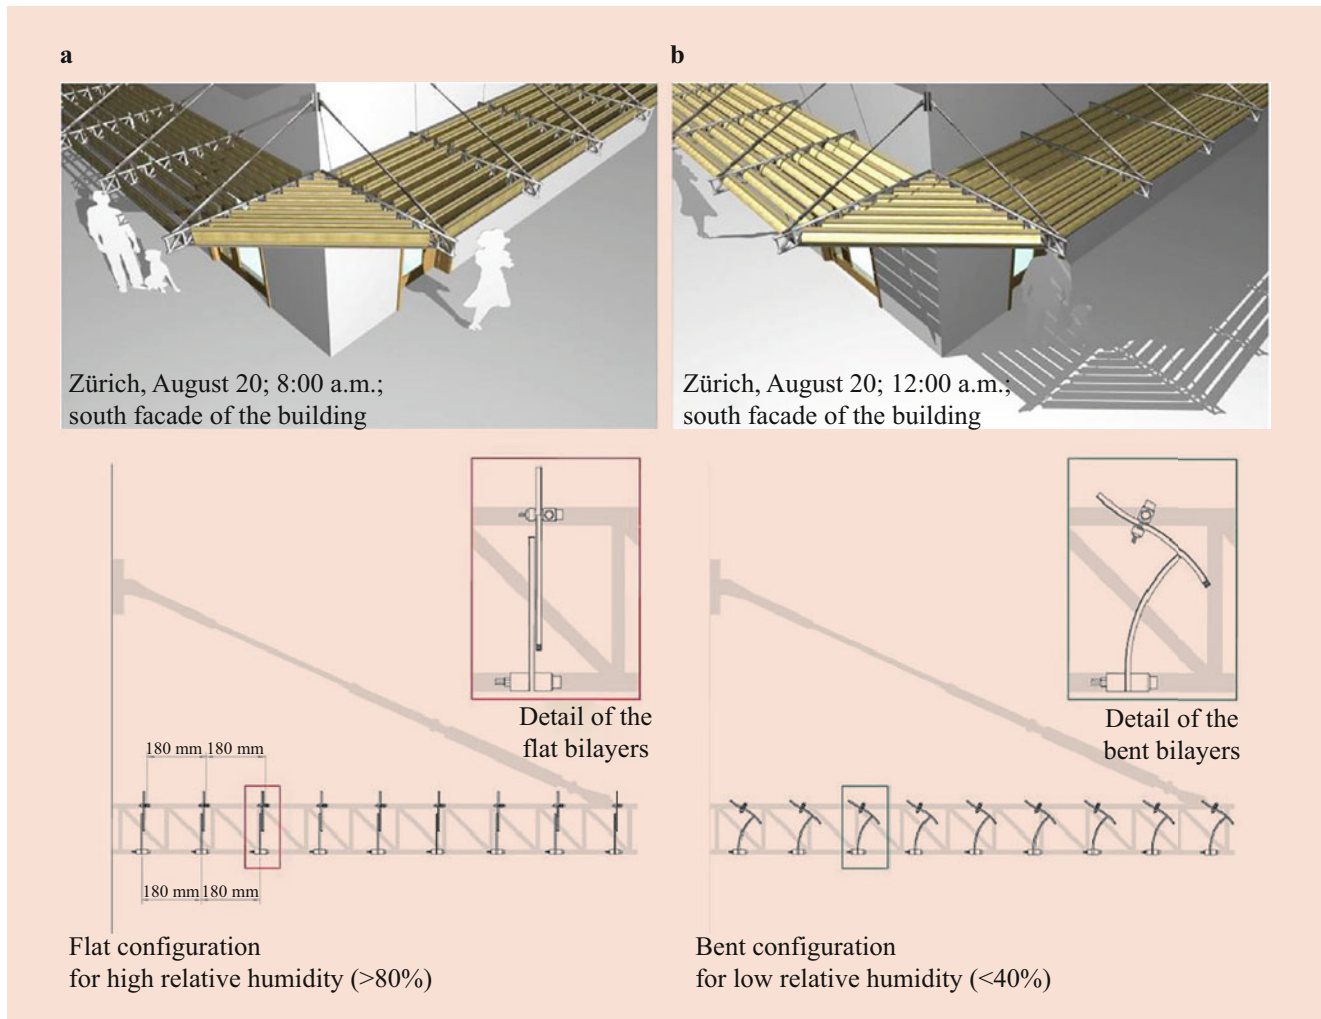 a
b
Zürich, August 20; 8:00 a.m.;
south facade of the building
Zürich, August 20; 12:00 a.m.;
south facade of the building
Detail of the
flat bilayers
Detail of the
bent bilayers
180 mm 180 mm
180 mm 180 mm
Flat configuration
for high relative humidity (>80%)
Bent configuration
for low relative humidity (<40%)